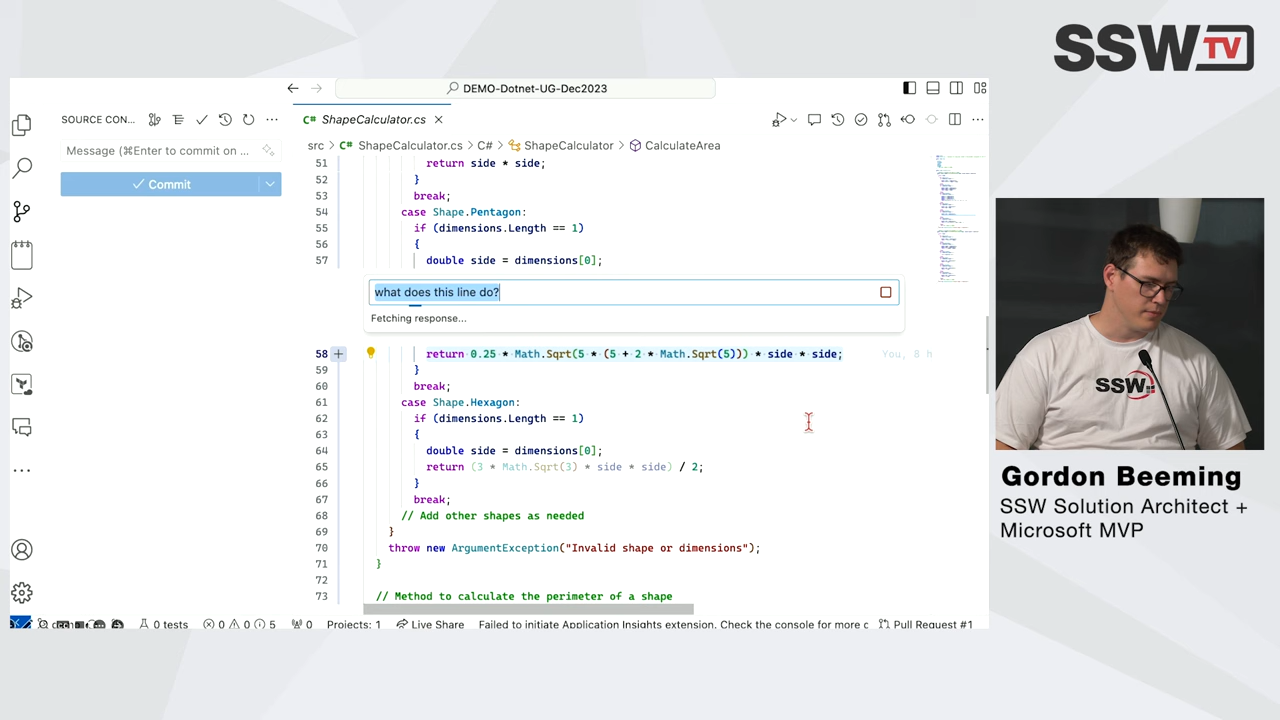 SSW TV
DEMO-Dotnet-UG-Dec2023
SOURCE CON...
C# ShapeCalculator.cs
Message (⌘Enter to commit on ...
Commit
src > C# ShapeCalculator.cs > C# > ShapeCalculator > CalculateArea
51 return side * side;
52 }
53 break;
54 case Shape.Pentagon:
55 if (dimensions.Length == 1)
56 {
57 double side = dimensions[0];
what does this line do?
Fetching response...
58 return 0.25 * Math.Sqrt(5 * (5 + 2 * Math.Sqrt(5))) * side * side; You, 8 h
59 }
60 break;
61 case Shape.Hexagon:
62 if (dimensions.Length == 1)
63 {
64 double side = dimensions[0];
65 return (3 * Math.Sqrt(3) * side * side) / 2;
66 }
67 break;
68 // Add other shapes as needed
69 }
70 throw new ArgumentException("Invalid shape or dimensions");
71 }
72
73 // Method to calculate the perimeter of a shape
0 tests 0 0 5 0 Projects: 1 Live Share Failed to initiate Application Insights extension. Check the console for more Pull Request #1
SSW
Gordon Beeming
SSW Solution Architect +
Microsoft MVP